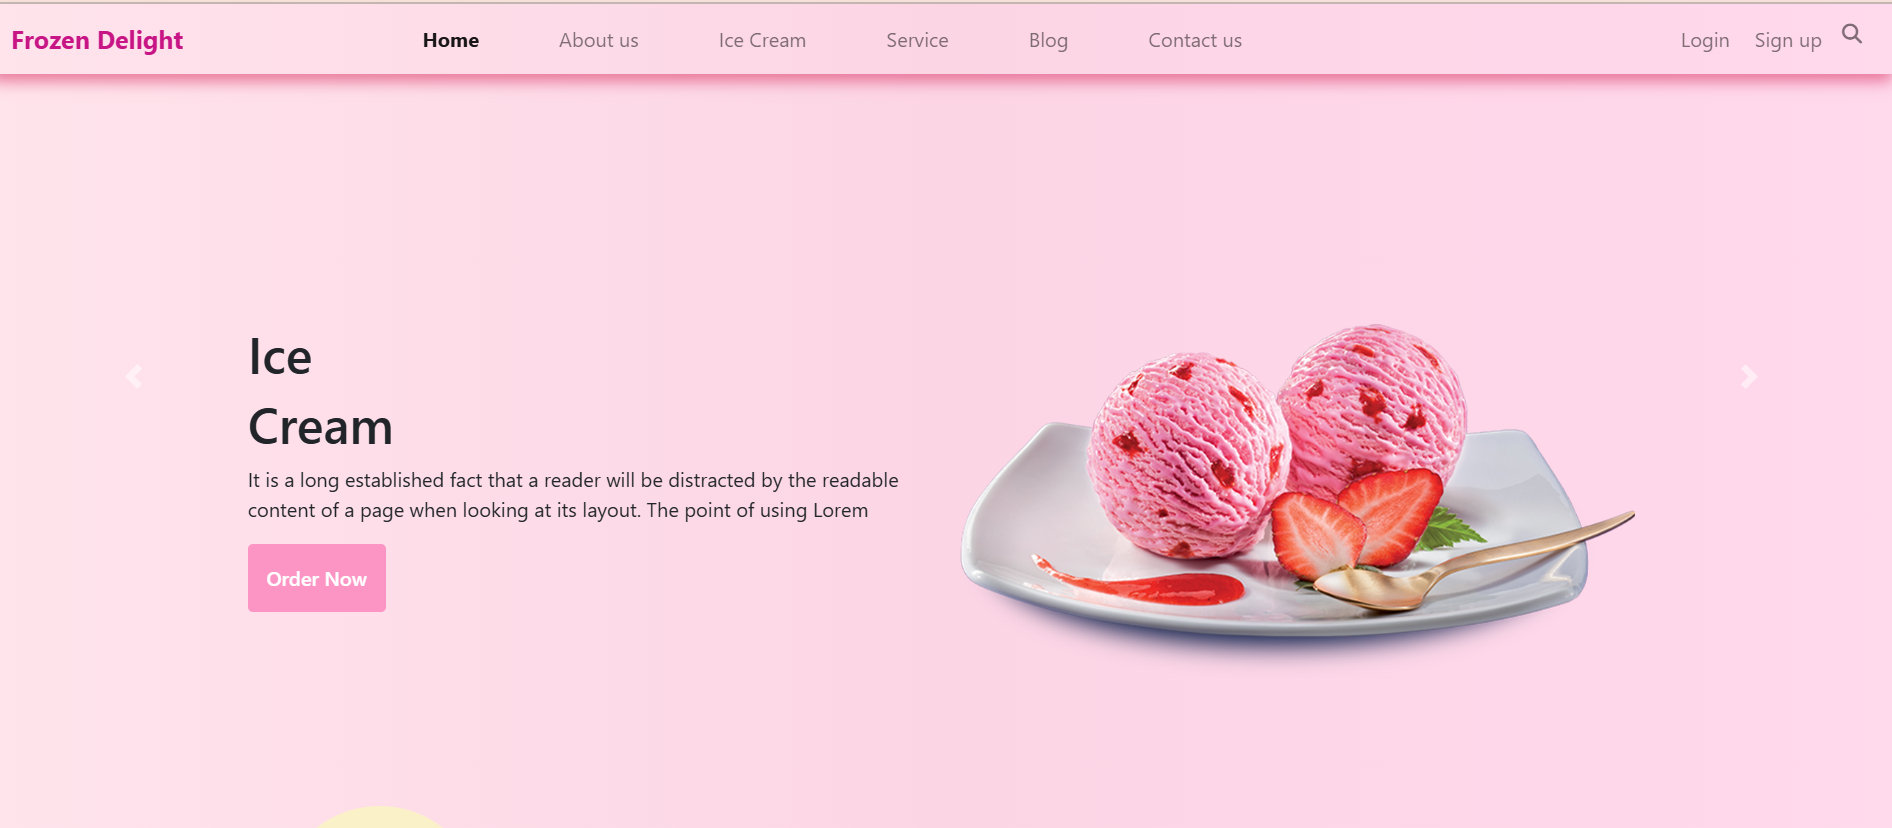 Frozen Delight Home About us Ice Cream Service Blog Contact us Login Sign up
Ice
Cream
It is a long established fact that a reader will be distracted by the readable
content of a page when looking at its layout. The point of using Lorem
Order Now